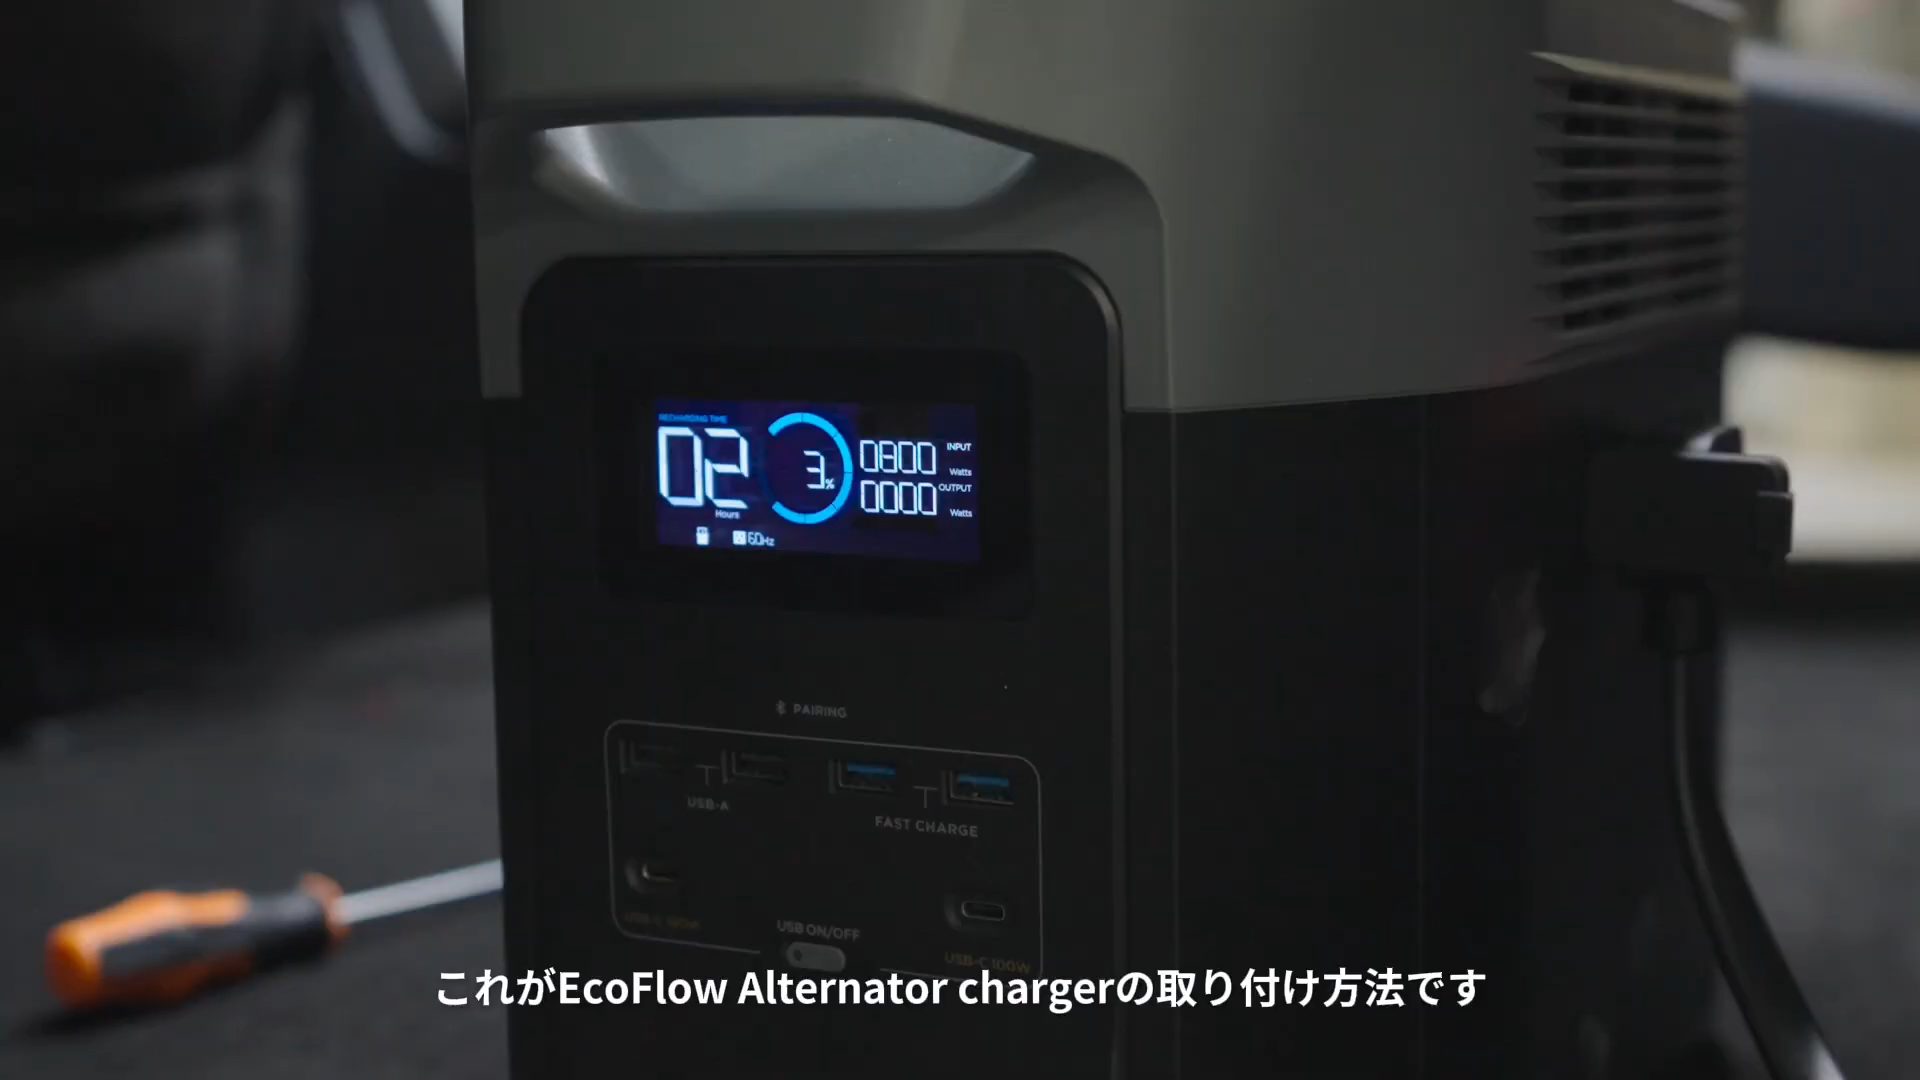 RECHARGING TIME
02
Hours
3%
0800 INPUT
Watts
0000 OUTPUT
Watts
60Hz
PAIRING
USB-A
FAST CHARGE
USB ON/OFF
USB-C 100W
USB-C 100W
これがEcoFlow Alternator chargerの取り付け方法です